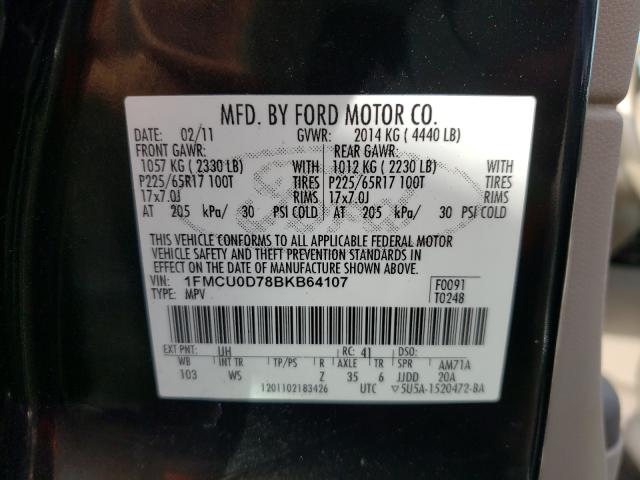 MFD. BY FORD MOTOR CO.
DATE: 02/11 GVWR: 2014 KG ( 4440 LB)
FRONT GAWR: REAR GAWR:
1057 KG ( 2330 LB) WITH 1012 KG ( 2230 LB) WITH
P225/65R17 100T TIRES P225/65R17 100T TIRES
17x7.0J RIMS 17x7.0J RIMS
AT 205 kPa/ 30 PSI COLD AT 205 kPa/ 30 PSI COLD
THIS VEHICLE CONFORMS TO ALL APPLICABLE FEDERAL MOTOR
VEHICLE SAFETY AND THEFT PREVENTION STANDARDS IN
EFFECT ON THE DATE OF MANUFACTURE SHOWN ABOVE.
VIN: 1FMCU0D78BKB64107 F0091
TYPE: MPV T0248
EXT PNT: UH RC: 41 DSO:
WB INT TR TP/PS R AXLE TR SPR AM71A
103 WS Z 35 6 JJDD 20A
1201102183426 UTC ▽5U5A-1520472-BA